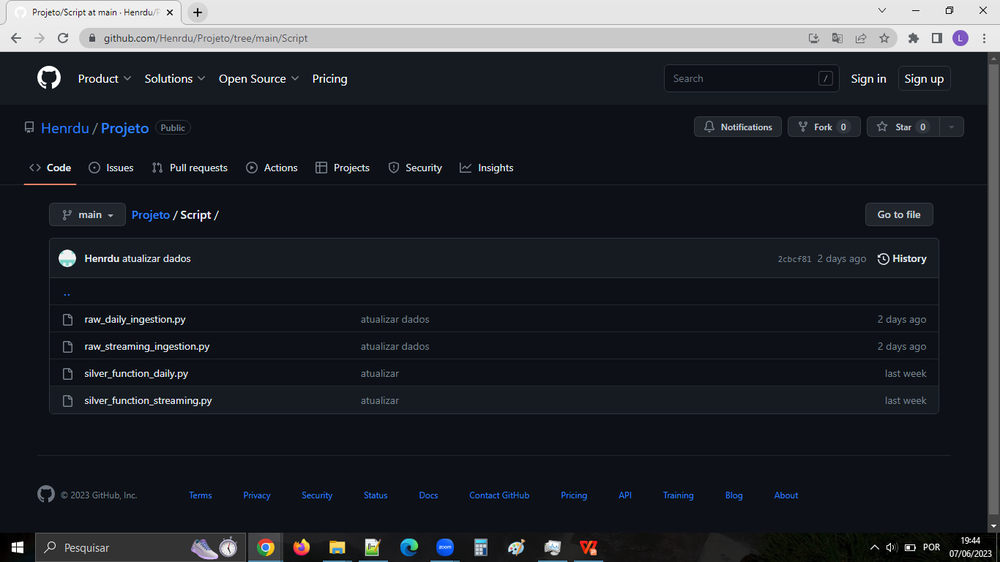 Projeto/Script at main · Henrdu/P
github.com/Henrdu/Projeto/tree/main/Script
L
Product
Solutions
Open Source
Pricing
Search
/
Sign in
Sign up
Henrdu / Projeto
Public
Notifications
Fork 0
Star 0
Code
Issues
Pull requests
Actions
Projects
Security
Insights
main
Projeto / Script /
Go to file
Henrdu atualizar dados
2cbcf81 2 days ago
History
..
raw_daily_ingestion.py atualizar dados 2 days ago
raw_streaming_ingestion.py atualizar dados 2 days ago
silver_function_daily.py atualizar last week
silver_function_streaming.py atualizar last week
© 2023 GitHub, Inc.
Terms
Privacy
Security
Status
Docs
Contact GitHub
Pricing
API
Training
Blog
About
Pesquisar
zoom
POR
19:44
07/06/2023